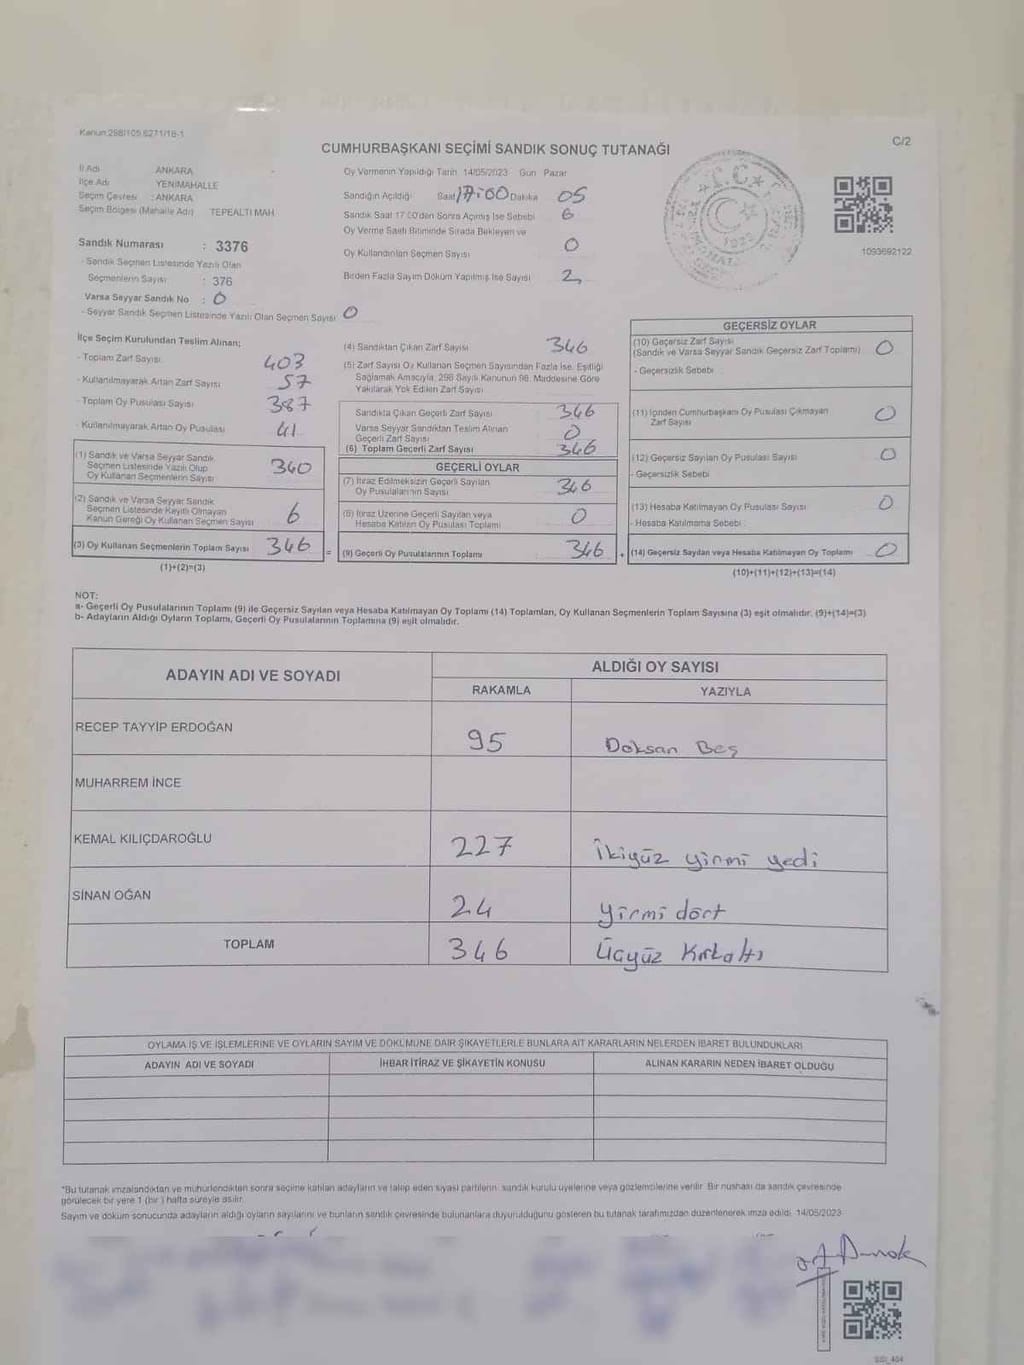 Kanun 298/105,6271/18-1
C/2
CUMHURBAŞKANI SEÇİMİ SANDIK SONUÇ TUTANAĞI
İl Adı ANKARA
İlçe Adı YENİMAHALLE
Seçim Çevresi : ANKARA
Seçim Bölgesi (Mahalle Adı) TEPEALTI MAH.
Sandık Numarası : 3376
- Sandık Seçmen Listesinde Yazılı Olan
Seçmenlerin Sayısı : 376
Varsa Seyyar Sandık No : 0
- Seyyar Sandık Seçmen Listesinde Yazılı Olan Seçmen Sayısı 0
Oy Vermenin Yapıldığı Tarih 14/05/2023 Gün Pazar
Sandığın Açıldığı Saat 17:00 Dakika 05
Sandık Saat 17.00'den Sonra Açılmış İse Sebebi 6
Oy Verme Saati Bitiminde Sırada Bekleyen ve
Oy Kullandırılan Seçmen Sayısı 0
Birden Fazla Sayım Döküm Yapılmış İse Sayısı 2
T.C.
1093692122
İlçe Seçim Kurulundan Teslim Alınan;
- Toplam Zarf Sayısı 403
- Kullanılmayarak Artan Zarf Sayısı 57
- Toplam Oy Pusulası Sayısı 387
- Kullanılmayarak Artan Oy Pusulası 41
(1) Sandık ve Varsa Seyyar Sandık
Seçmen Listesinde Yazılı Olup
Oy Kullanan Seçmenlerin Sayısı 340
(2) Sandık ve Varsa Seyyar Sandık
Seçmen Listesinde Kayıtlı Olmayan
Kanun Gereği Oy Kullanan Seçmen Sayısı 6
(3) Oy Kullanan Seçmenlerin Toplam Sayısı 346
(1)+(2)=(3)
=
(4) Sandıktan Çıkan Zarf Sayısı 346
(5) Zarf Sayısı Oy Kullanan Seçmen Sayısından Fazla İse, Eşitliği
Sağlamak Amacıyla, 298 Sayılı Kanunun 98. Maddesine Göre
Yakılarak Yok Edilen Zarf Sayısı
Sandıkta Çıkan Geçerli Zarf Sayısı 346
Varsa Seyyar Sandıktan Teslim Alınan
Geçerli Zarf Sayısı 0
(6) Toplam Geçerli Zarf Sayısı 346
GEÇERLİ OYLAR
(7) İtiraz Edilmeksizin Geçerli Sayılan
Oy Pusulalarının Sayısı 346
(8) İtiraz Üzerine Geçerli Sayılan veya
Hesaba Katılan Oy Pusulası Toplamı 0
(9) Geçerli Oy Pusulalarının Toplamı 346
+
GEÇERSİZ OYLAR
(10) Geçersiz Zarf Sayısı
(Sandık ve Varsa Seyyar Sandık Geçersiz Zarf Toplamı) 0
- Geçersizlik Sebebi
(11) İçinden Cumhurbaşkanı Oy Pusulası Çıkmayan
Zarf Sayısı 0
(12) Geçersiz Sayılan Oy Pusulası Sayısı 0
- Geçersizlik Sebebi
(13) Hesaba Katılmayan Oy Pusulası Sayısı 0
- Hesaba Katılmama Sebebi
(14) Geçersiz Sayılan veya Hesaba Katılmayan Oy Toplamı 0
(10)+(11)+(12)+(13)=(14)
NOT:
a- Geçerli Oy Pusulalarının Toplamı (9) ile Geçersiz Sayılan veya Hesaba Katılmayan Oy Toplamı (14) Toplamları, Oy Kullanan Seçmenlerin Toplam Sayısına (3) eşit olmalıdır. (9)+(14)=(3)
b- Adayların Aldığı Oyların Toplamı, Geçerli Oy Pusulalarının Toplamına (9) eşit olmalıdır.
ADAYIN ADI VE SOYADI
ALDIĞI OY SAYISI
RAKAMLA YAZIYLA
RECEP TAYYİP ERDOĞAN 95 Doksan Beş
MUHARREM İNCE
KEMAL KILIÇDAROĞLU 227 İkiyüz yirmi yedi
SİNAN OĞAN 24 yirmi dört
TOPLAM 346 Üçyüz Kırkaltı
OYLAMA İŞ VE İŞLEMLERİNE VE OYLARIN SAYIM VE DÖKÜMÜNE DAİR ŞİKAYETLERLE BUNLARA AİT KARARLARIN NELERDEN İBARET BULUNDUKLARI
ADAYIN ADI VE SOYADI İHBAR İTİRAZ VE ŞİKAYETİN KONUSU ALINAN KARARIN NEDEN İBARET OLDUĞU
*Bu tutanak imzalandıktan ve mühürlendikten sonra seçime katılan adayların ve talep eden siyasi partilerin sandık kurulu üyelerine veya gözlemcilerine verilir. Bir nüshası da sandık çevresinde
görülecek bir yere 1 (bir) hafta süreyle asılır.
Sayım ve döküm sonucunda adayların aldığı oyların sayılarını ve bunların sandık çevresinde bulunanlara duyurulduğunu gösteren bu tutanak tarafımızdan düzenlenerek imza edildi. 14/05/2023